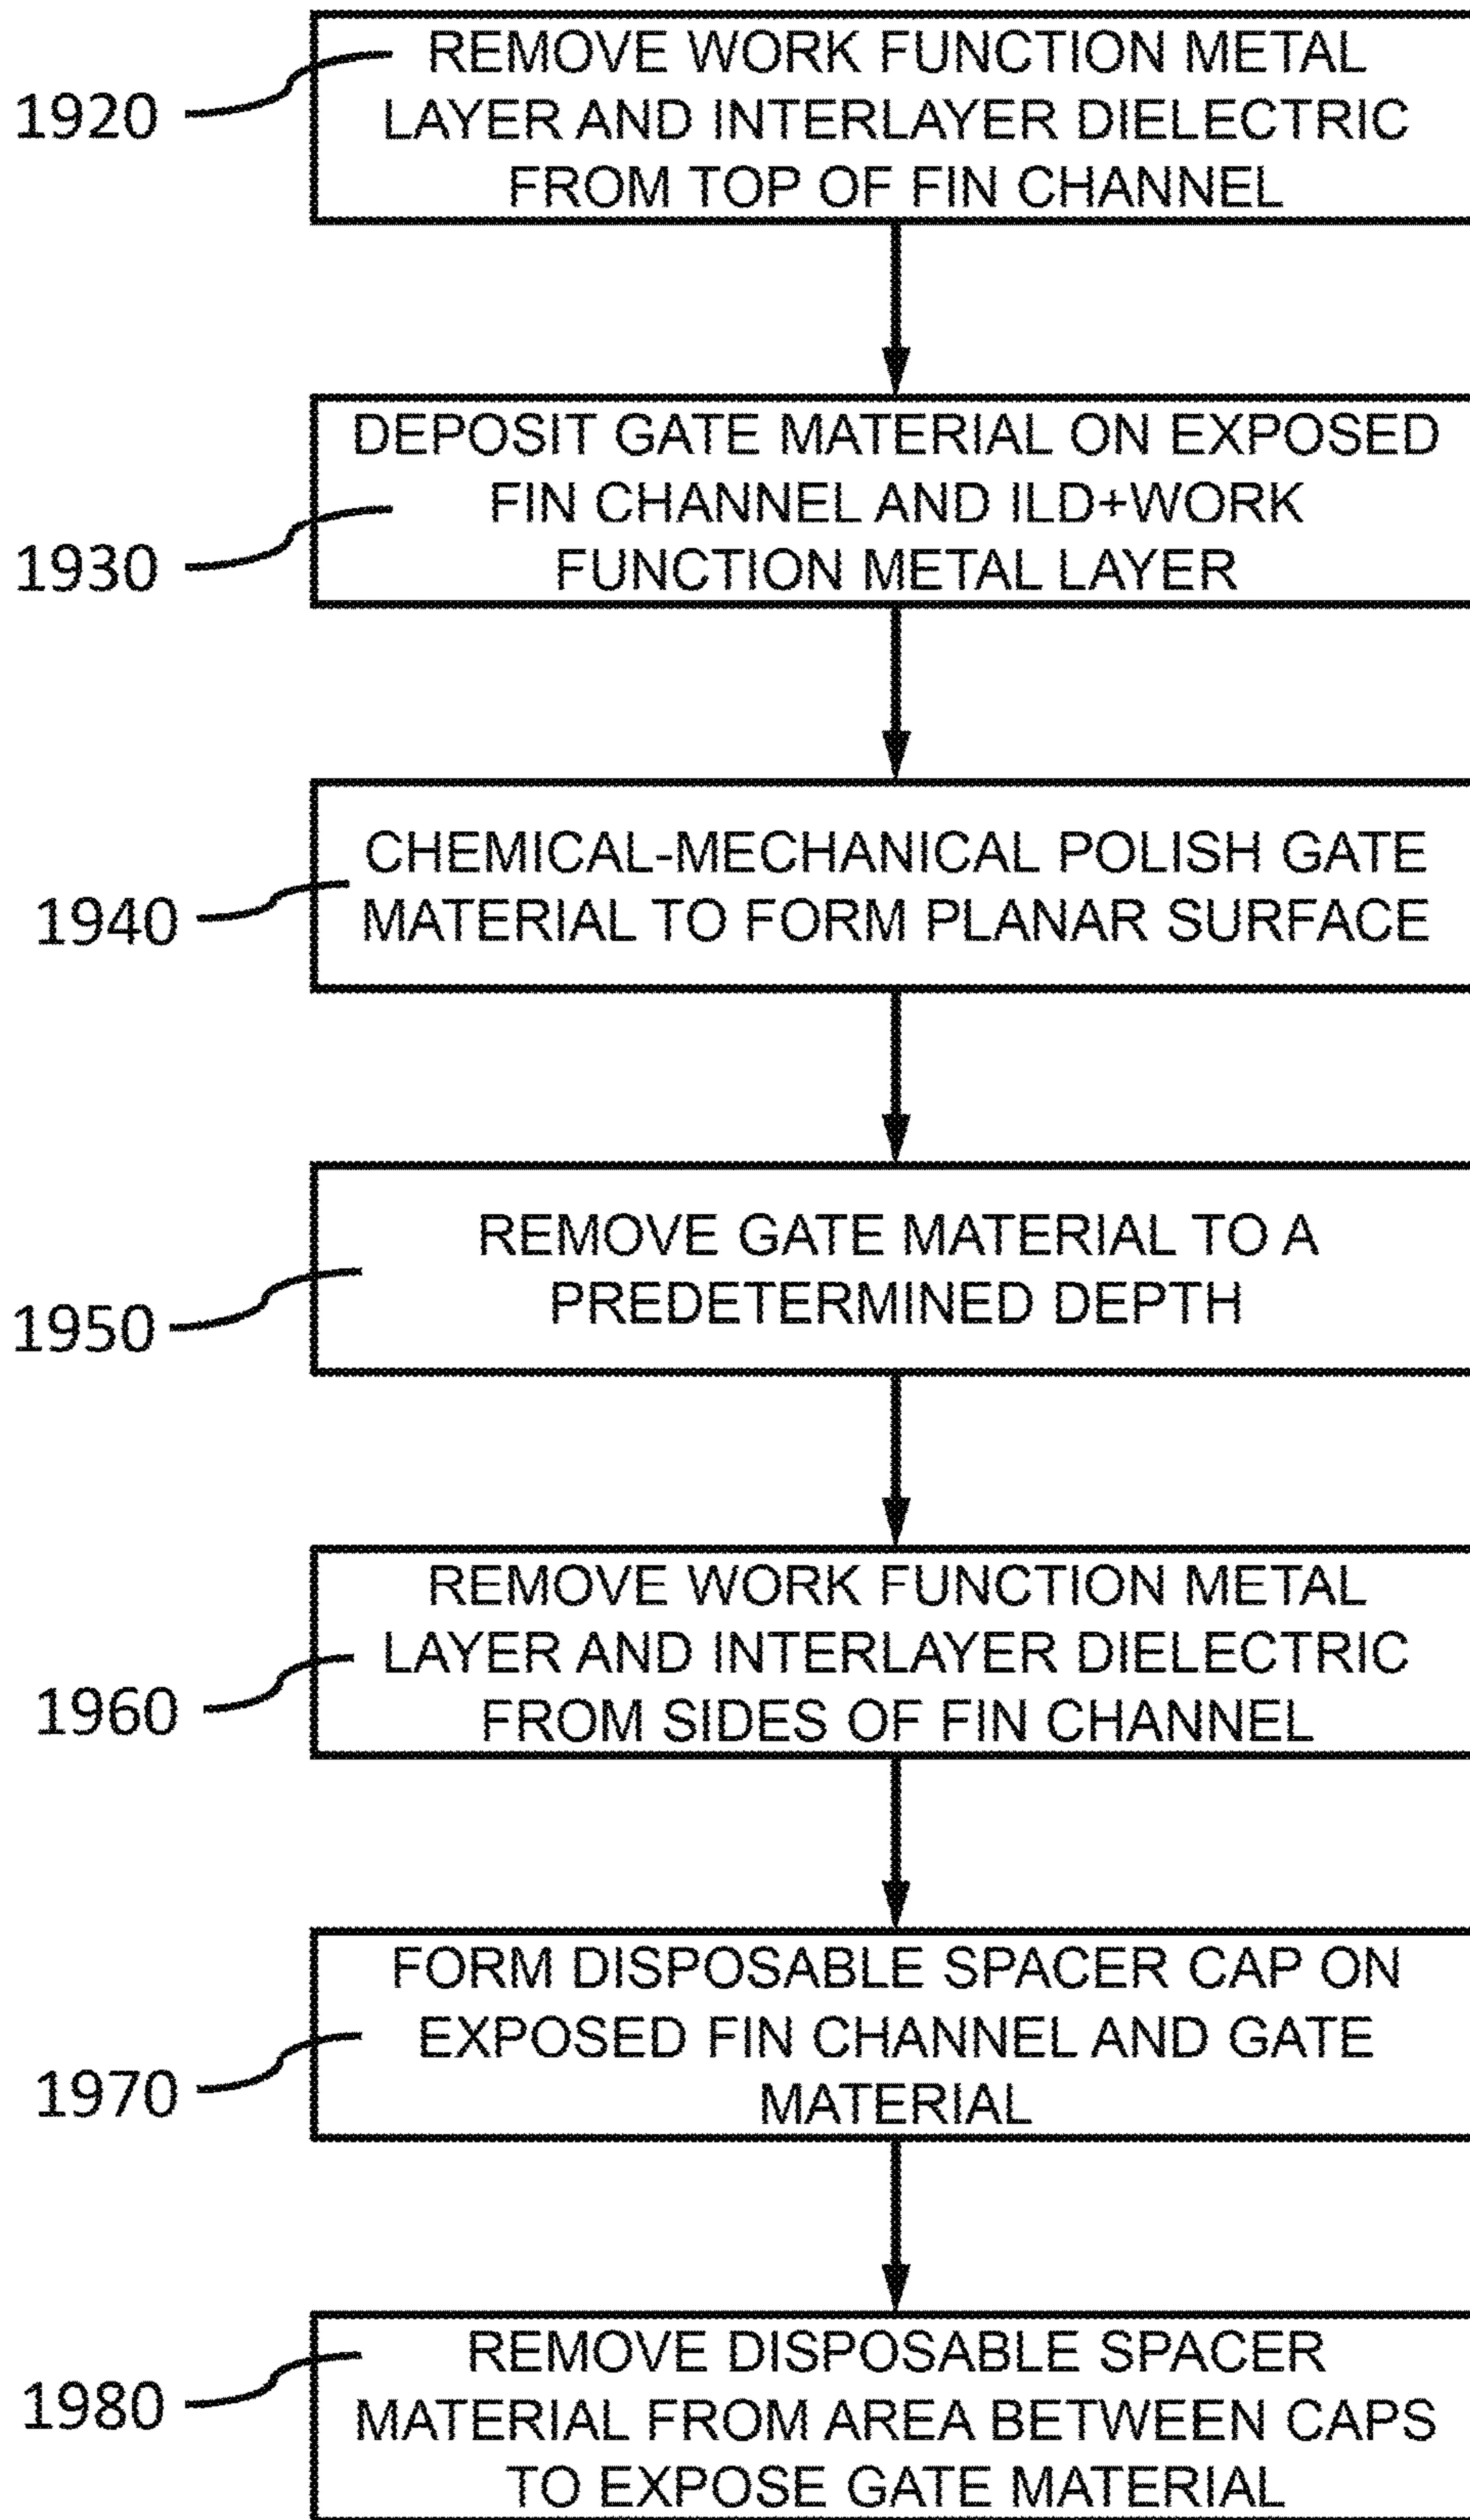 1920
REMOVE WORK FUNCTION METAL
LAYER AND INTERLAYER DIELECTRIC
FROM TOP OF FIN CHANNEL
1930
DEPOSIT GATE MATERIAL ON EXPOSED
FIN CHANNEL AND ILD+WORK
FUNCTION METAL LAYER
1940
CHEMICAL-MECHANICAL POLISH GATE
MATERIAL TO FORM PLANAR SURFACE
1950
REMOVE GATE MATERIAL TO A
PREDETERMINED DEPTH
1960
REMOVE WORK FUNCTION METAL
LAYER AND INTERLAYER DIELECTRIC
FROM SIDES OF FIN CHANNEL
1970
FORM DISPOSABLE SPACER CAP ON
EXPOSED FIN CHANNEL AND GATE
MATERIAL
1980
REMOVE DISPOSABLE SPACER
MATERIAL FROM AREA BETWEEN CAPS
TO EXPOSE GATE MATERIAL